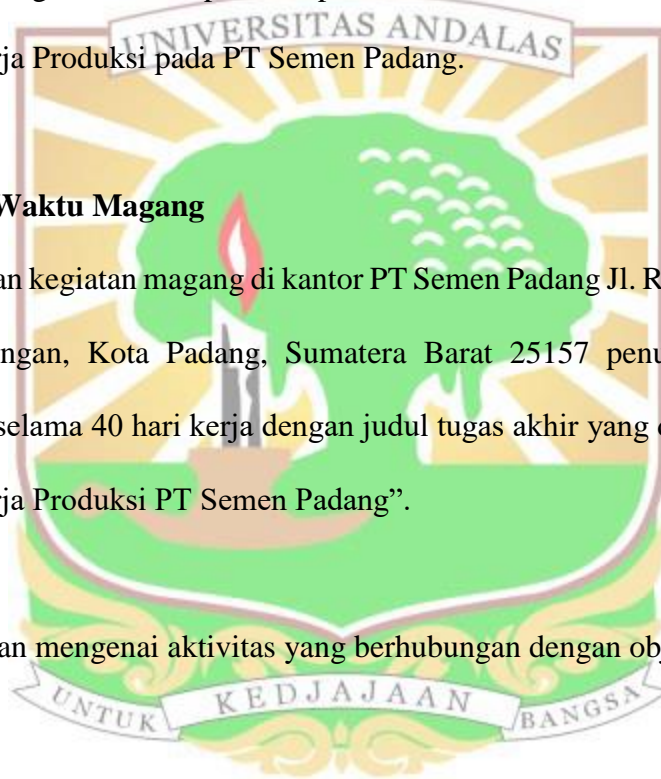 UNIVERSITAS ANDALAS
rja Produksi pada PT Semen Padang.
Waktu Magang
an kegiatan magang di kantor PT Semen Padang Jl. R
ngan, Kota Padang, Sumatera Barat 25157 penu
selama 40 hari kerja dengan judul tugas akhir yang
rja Produksi PT Semen Padang”.
an mengenai aktivitas yang berhubungan dengan ob
UNTUK KEDJAJAAN BANGSA